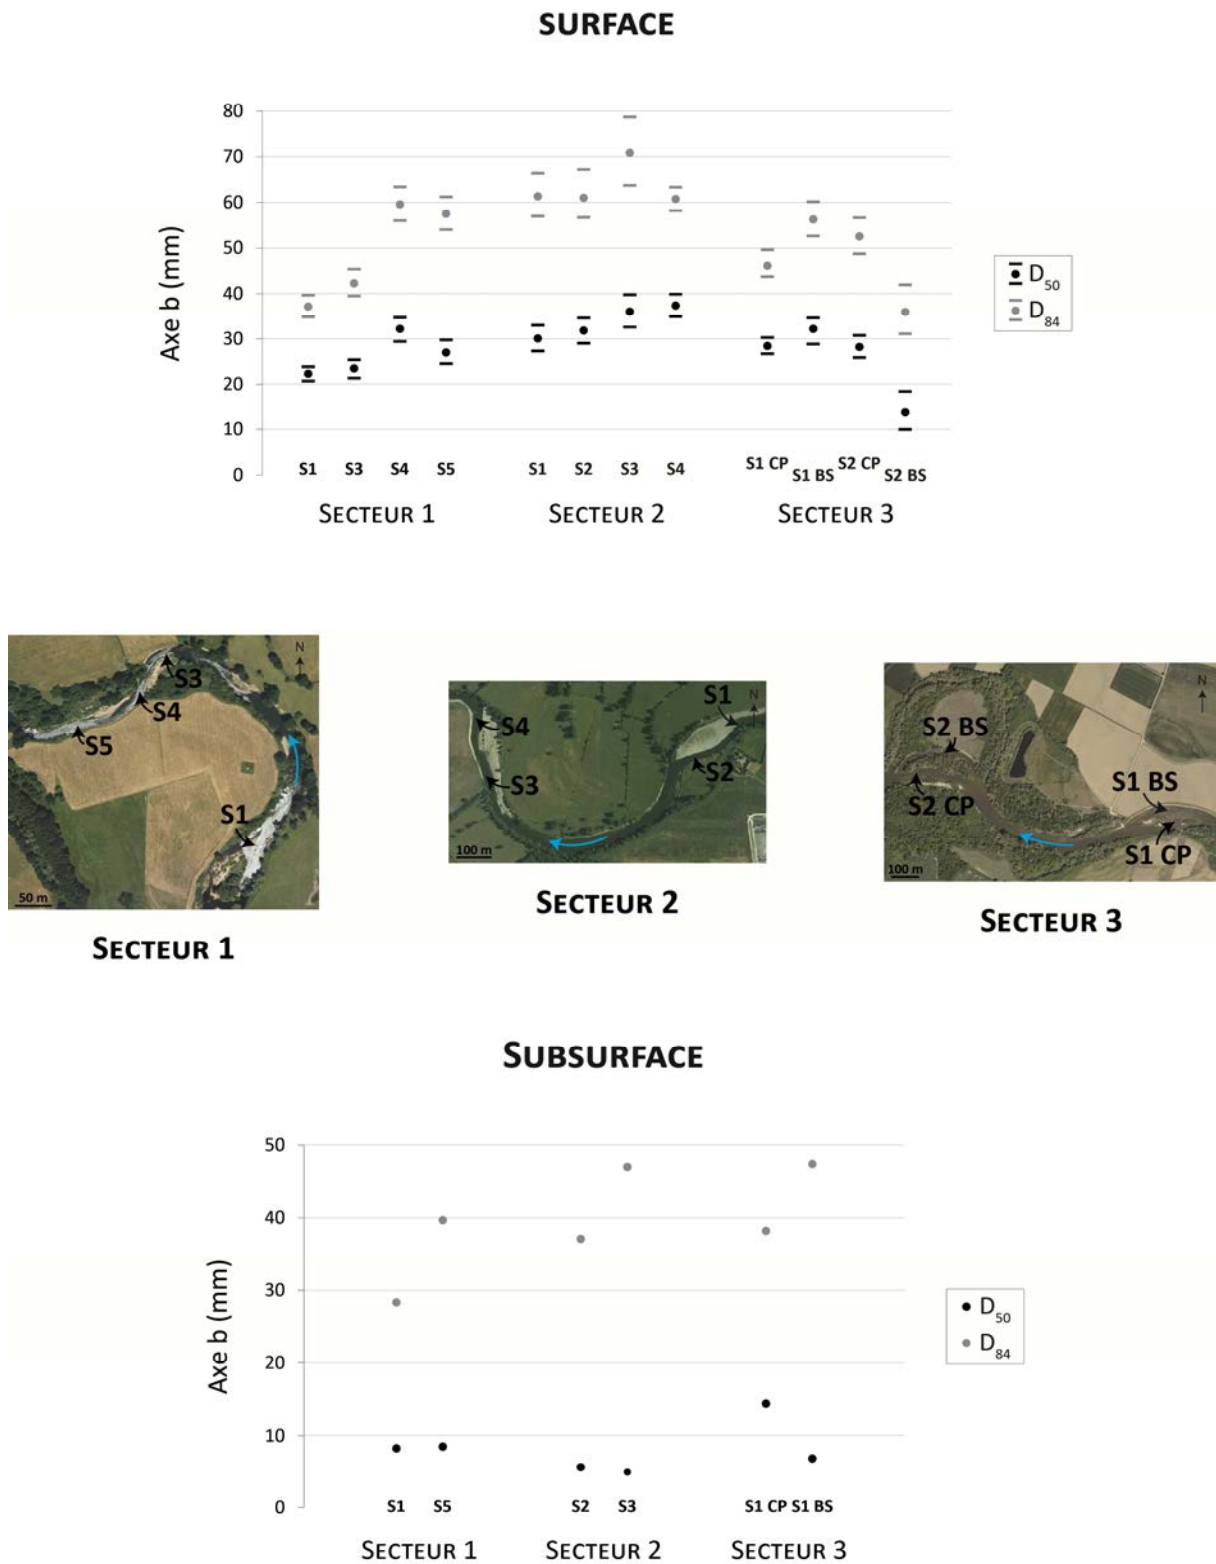 SURFACE
80
70
60
50
40
30
20
10
0
Axe b (mm)
S1 S3 S4 S5 S1 S2 S3 S4 S1 CP S1 BS S2 CP S2 BS
SECTEUR 1 SECTEUR 2 SECTEUR 3
D50
D84
N
S3
S4
S5
S1
50 m
SECTEUR 1
S1
N
S4
S2
S3
100 m
SECTEUR 2
N
S2 BS
S1 BS
S2 CP
S1 CP
100 m
SECTEUR 3
SUBSURFACE
50
40
30
20
10
0
Axe b (mm)
S1 S5 S2 S3 S1 CP S1 BS
SECTEUR 1 SECTEUR 2 SECTEUR 3
D50
D84